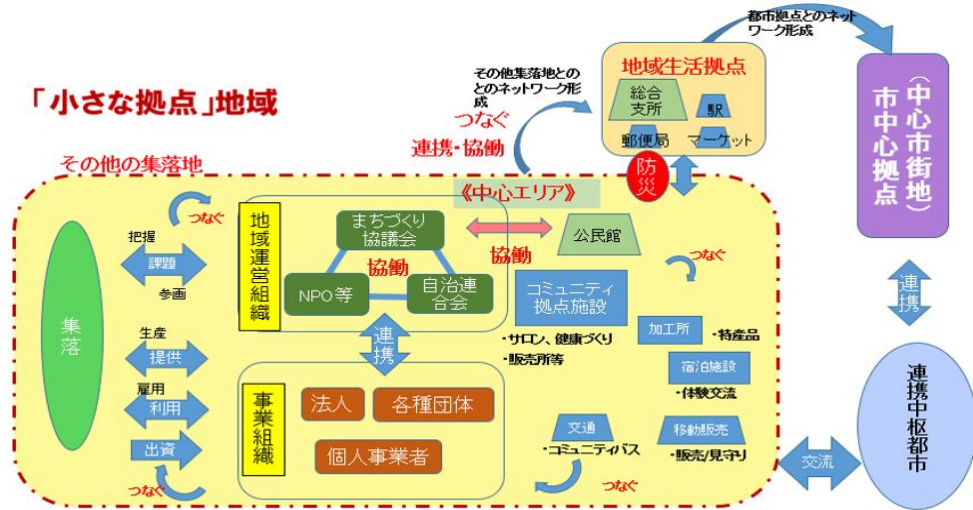 都市拠点とのネット
ワーク形成
「小さな拠点」地域
その他集落地との
とのネットワーク形
成
つなぐ
連携・協働
地域生活拠点
総合
支所
駅
郵便局
マーケット
防災
(中心市街地)
市中心拠点
その他の集落地
《中心エリア》
つなぐ
地域運営組織
まちづくり
協議会
協働
NPO等
自治連
合会
協働
公民館
つなぐ
把握
課題
参画
集落
生産
提供
雇用
利用
出資
つなぐ
連携
コミュニティ
拠点施設
・サロン、健康づくり
・販売所等
加工所
・特産品
宿泊施設
・体験交流
事業組織
法人
各種団体
個人事業者
交通
・コミュニティバス
移動販売
・販売/見守り
つなぐ
連携
交流
連携中枢都市